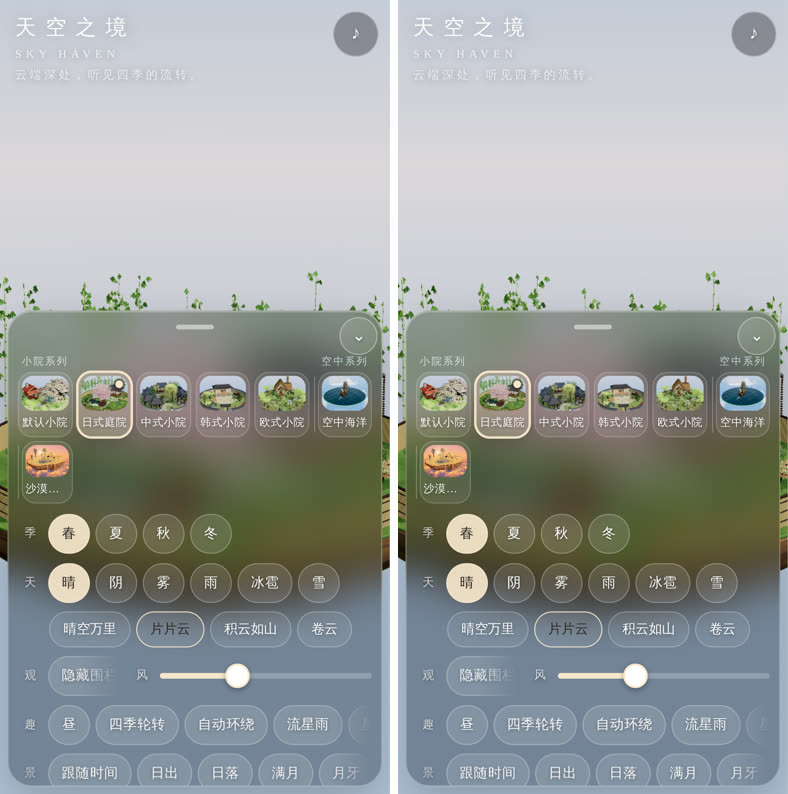 天空之境
SKY HAVEN
云端深处，听见四季的流转。
♪
小院系列 空中系列
默认小院 日式庭院 中式小院 韩式小院 欧式小院 空中海洋
沙漠…
季 春 夏 秋 冬
天 晴 阴 雾 雨 冰雹 雪
晴空万里 片片云 积云如山 卷云
观 隐藏围 风
趣 昼 四季轮转 自动环绕 流星雨
景 跟随时间 日出 日落 满月 月牙
天空之境
SKY HAVEN
云端深处，听见四季的流转。
♪
小院系列 空中系列
默认小院 日式庭院 中式小院 韩式小院 欧式小院 空中海洋
沙漠…
季 春 夏 秋 冬
天 晴 阴 雾 雨 冰雹 雪
晴空万里 片片云 积云如山 卷云
观 隐藏围 风
趣 昼 四季轮转 自动环绕 流星雨
景 跟随时间 日出 日落 满月 月牙